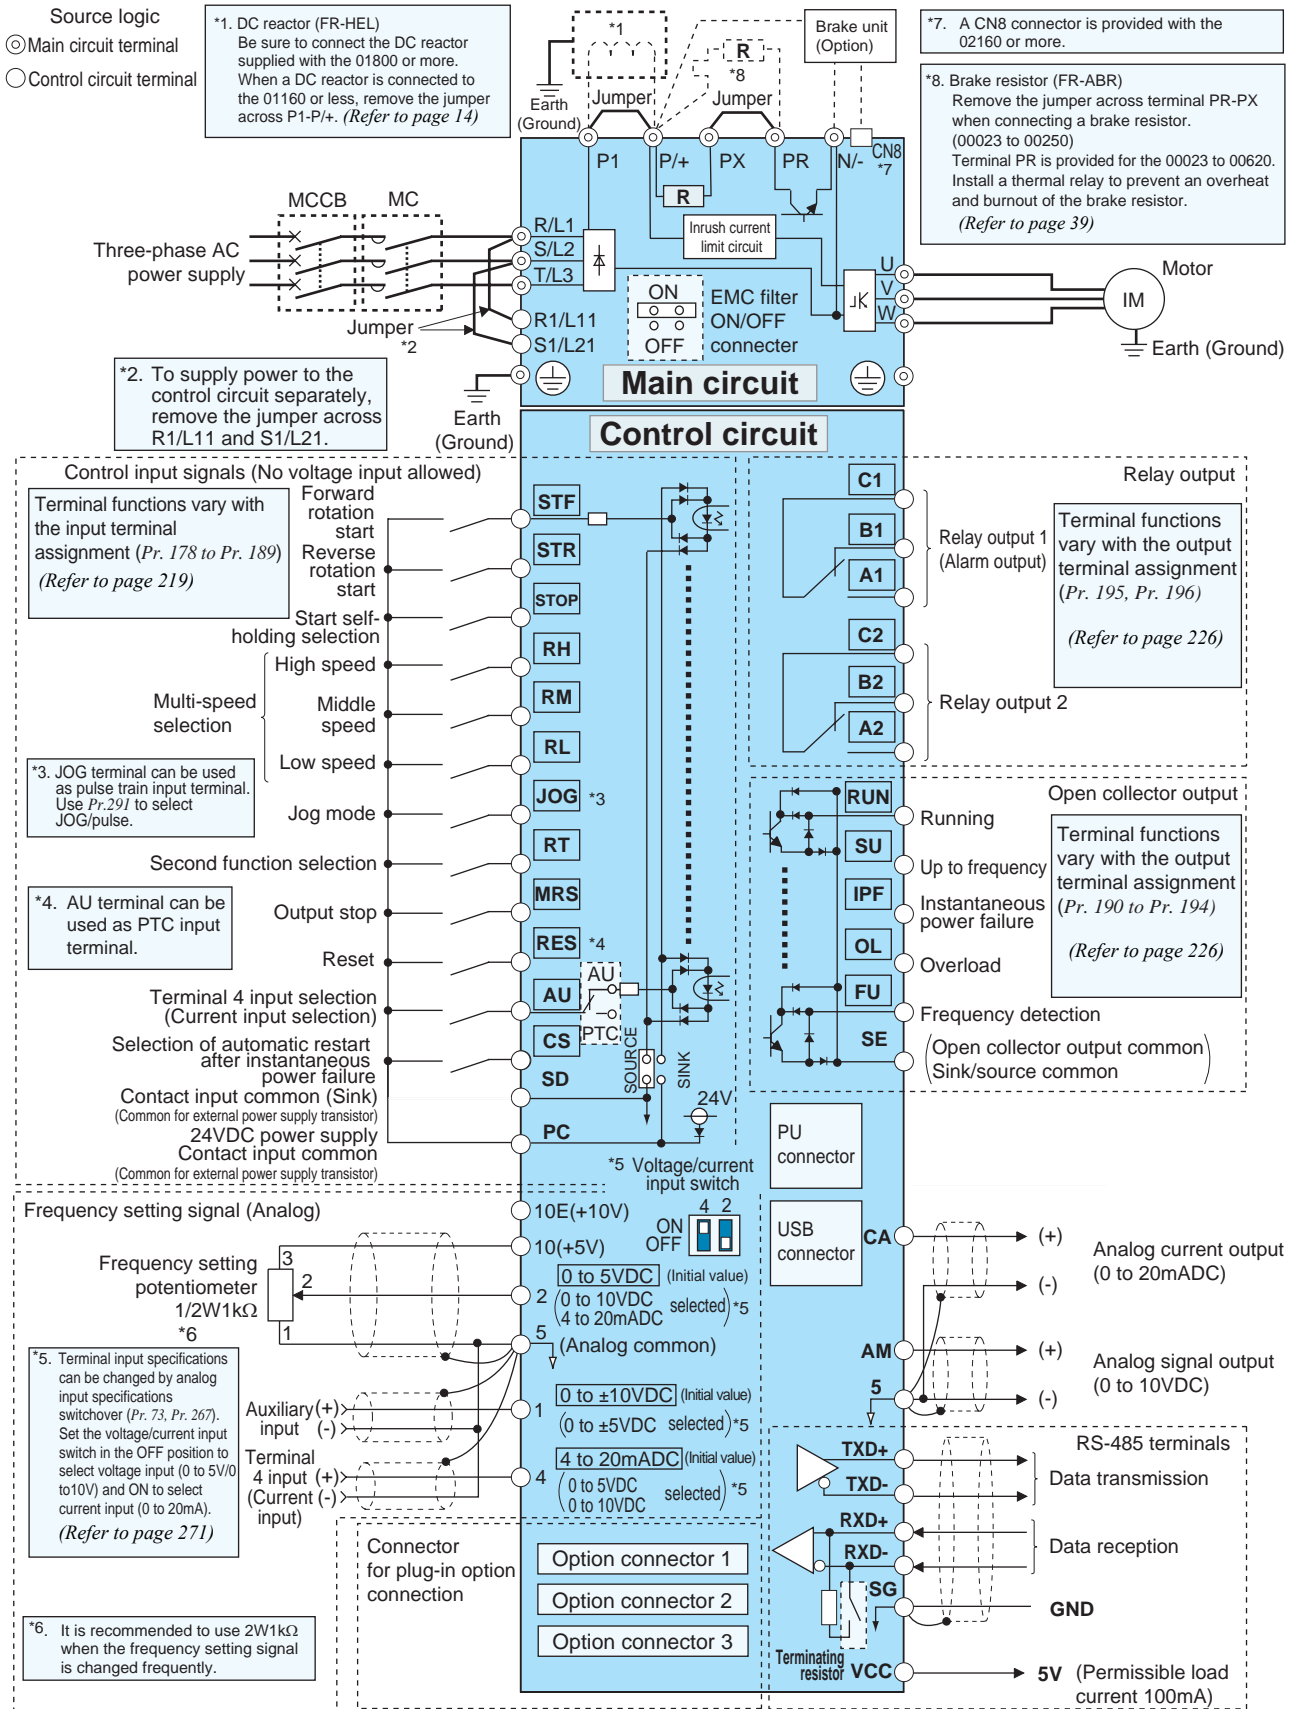 Source logic
Main circuit terminal
Control circuit terminal
*1. DC reactor (FR-HEL)
Be sure to connect the DC reactor
supplied with the 01800 or more.
When a DC reactor is connected to
the 01160 or less, remove the jumper
across P1-P/+. (Refer to page 14)
*1
Earth
(Ground)
Jumper
R
*8
Jumper
Brake unit
(Option)
*7. A CN8 connector is provided with the
02160 or more.
*8. Brake resistor (FR-ABR)
Remove the jumper across terminal PR-PX
when connecting a brake resistor.
(00023 to 00250)
Terminal PR is provided for the 00023 to 00620.
Install a thermal relay to prevent an overheat
and burnout of the brake resistor.
(Refer to page 39)
P1
P/+
PX
PR
N/-
CN8
*7
R
Inrush current
limit circuit
MCCB
MC
Three-phase AC
power supply
R/L1
S/L2
T/L3
Jumper
*2
R1/L11
S1/L21
ON
OFF
EMC filter
ON/OFF
connecter
U
V
W
Motor
IM
Earth (Ground)
*2. To supply power to the
control circuit separately,
remove the jumper across
R1/L11 and S1/L21.
Earth
(Ground)
Main circuit
Control circuit
Control input signals (No voltage input allowed)
Terminal functions vary with
the input terminal
assignment (Pr. 178 to Pr. 189)
(Refer to page 219)
Forward
rotation
start
STF
Reverse
rotation
start
STR
Start self-
holding selection
STOP
Multi-speed
selection
High speed
RH
Middle
speed
RM
Low speed
RL
*3. JOG terminal can be used
as pulse train input terminal.
Use Pr.291 to select
JOG/pulse.
Jog mode
JOG *3
Second function selection
RT
*4. AU terminal can be
used as PTC input
terminal.
Output stop
MRS
Reset
RES *4
Terminal 4 input selection
(Current input selection)
AU
AU
PTC
Selection of automatic restart
after instantaneous
power failure
CS
Contact input common (Sink)
(Common for external power supply transistor)
SD
24VDC power supply
Contact input common
(Common for external power supply transistor)
PC
SOURCE
SINK
24V
Relay output
C1
B1
A1
Relay output 1
(Alarm output)
C2
B2
A2
Relay output 2
Terminal functions
vary with the output
terminal assignment
(Pr. 195, Pr. 196)
(Refer to page 226)
Open collector output
RUN
Running
SU
Up to frequency
IPF
Instantaneous
power failure
OL
Overload
FU
Frequency detection
SE
(Open collector output common
Sink/source common)
Terminal functions
vary with the output
terminal assignment
(Pr. 190 to Pr. 194)
(Refer to page 226)
PU
connector
USB
connector
*5 Voltage/current
input switch
4 2
ON
OFF
Frequency setting signal (Analog)
10E(+10V)
10(+5V)
Frequency setting
potentiometer
1/2W1kΩ
*6
3
2
1
2
0 to 5VDC (Initial value)
(0 to 10VDC
4 to 20mADC selected) *5
5
(Analog common)
*5. Terminal input specifications
can be changed by analog
input specifications
switchover (Pr. 73, Pr. 267).
Set the voltage/current input
switch in the OFF position to
select voltage input (0 to 5V/0
to10V) and ON to select
current input (0 to 20mA).
(Refer to page 271)
Auxiliary (+)
input (-)
1
0 to ±10VDC (Initial value)
(0 to ±5VDC selected) *5
Terminal
4 input (+)
(Current (-)
input)
4
4 to 20mADC (Initial value)
(0 to 5VDC
0 to 10VDC selected) *5
CA
(+)
(-)
Analog current output
(0 to 20mADC)
AM
5
(+)
(-)
Analog signal output
(0 to 10VDC)
RS-485 terminals
TXD+
TXD-
Data transmission
RXD+
RXD-
Data reception
SG
GND
Terminating
resistor
VCC
5V (Permissible load
current 100mA)
Connector
for plug-in option
connection
Option connector 1
Option connector 2
Option connector 3
*6. It is recommended to use 2W1kΩ
when the frequency setting signal
is changed frequently.